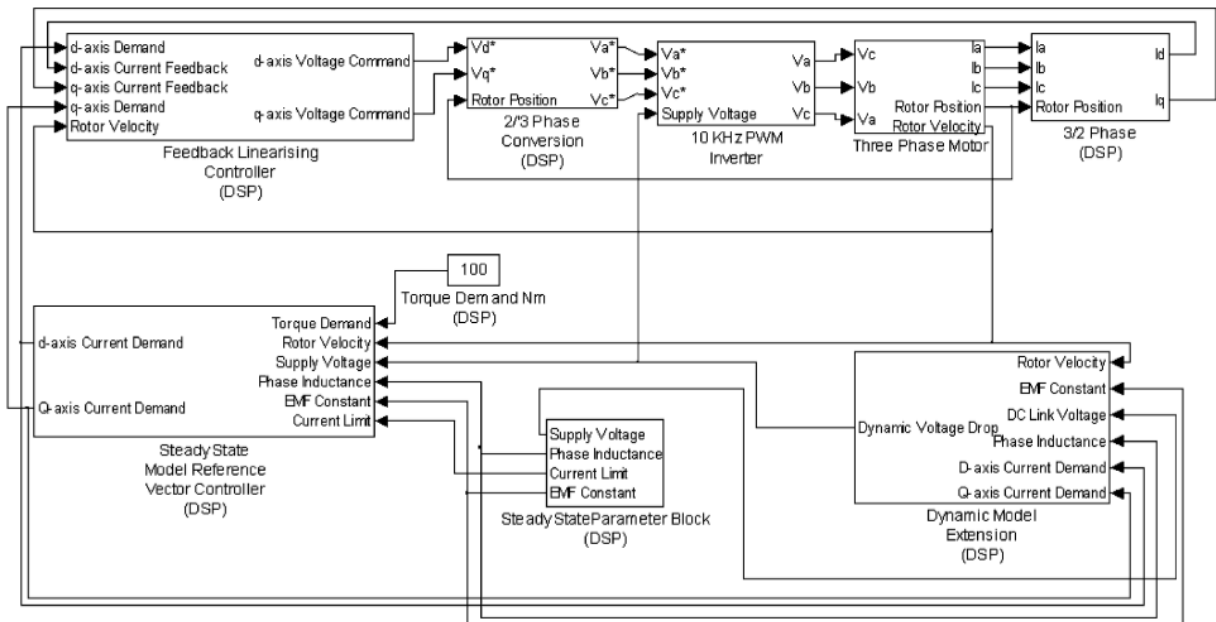 d-axis Demand
d-axis Current Feedback
q-axis Current Feedback
q-axis Demand
Rotor Velocity
d-axis Voltage Command
q-axis Voltage Command
Feedback Linearising
Controller
(DSP)
Vd*
Vq*
Rotor Position
Va*
Vb*
Vc*
2/'3 Phase
Conversion
(DSP)
Va*
Vb*
Vc*
Supply Voltage
Va
Vb
Vc
10 KHz PWM
Inverter
Vc
Vb
Va
Ia
Ib
Ic
Rotor Position
Rotor Velocity
Three Phase Motor
Ia
Ib
Ic
Rotor Position
Id
Iq
3/2 Phase
(DSP)
100
Torque Demand Nm
(DSP)
d-axis Current Demand
Q-axis Current Demand
Torque Demand
Rotor Velocity
Supply Voltage
Phase Inductance
EMF Constant
Current Limit
Steady State
Model Reference
Vector Controller
(DSP)
Supply Voltage
Phase Inductance
Current Limit
EMF Constant
Steady State Parameter Block
(DSP)
Dynamic Voltage Drop
Rotor Velocity
EMF Constant
DC Link Voltage
Phase Inductance
D-axis Current Demand
Q-axis Current Demand
Dynamic Model
Extension
(DSP)